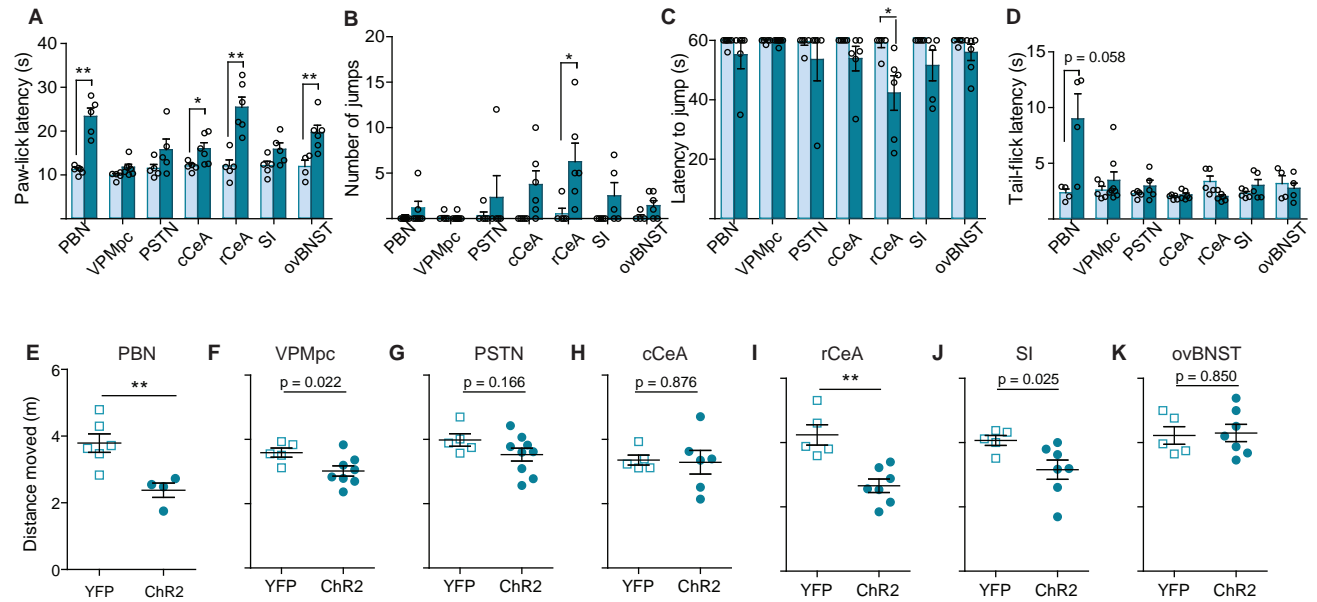 A
Paw-lick latency (s)
40
30
20
10
0
**
*
**
**
PBN
VPMpc
PSTN
cCeA
rCeA
SI
ovBNST
B
Number of jumps
20
15
10
5
0
*
PBN
VPMpc
PSTN
cCeA
rCeA
SI
ovBNST
C
Latency to jump (s)
60
40
20
0
*
PBN
VPMpc
PSTN
cCeA
rCeA
SI
ovBNST
D
Tail-flick latency (s)
15
10
5
0
p = 0.058
PBN
VPMpc
PSTN
cCeA
rCeA
SI
ovBNST
E
PBN
Distance moved (m)
6
4
2
0
**
YFP
ChR2
F
VPMpc
p = 0.022
YFP
ChR2
G
PSTN
p = 0.166
YFP
ChR2
H
cCeA
p = 0.876
YFP
ChR2
I
rCeA
**
YFP
ChR2
J
SI
p = 0.025
YFP
ChR2
K
ovBNST
p = 0.850
YFP
ChR2